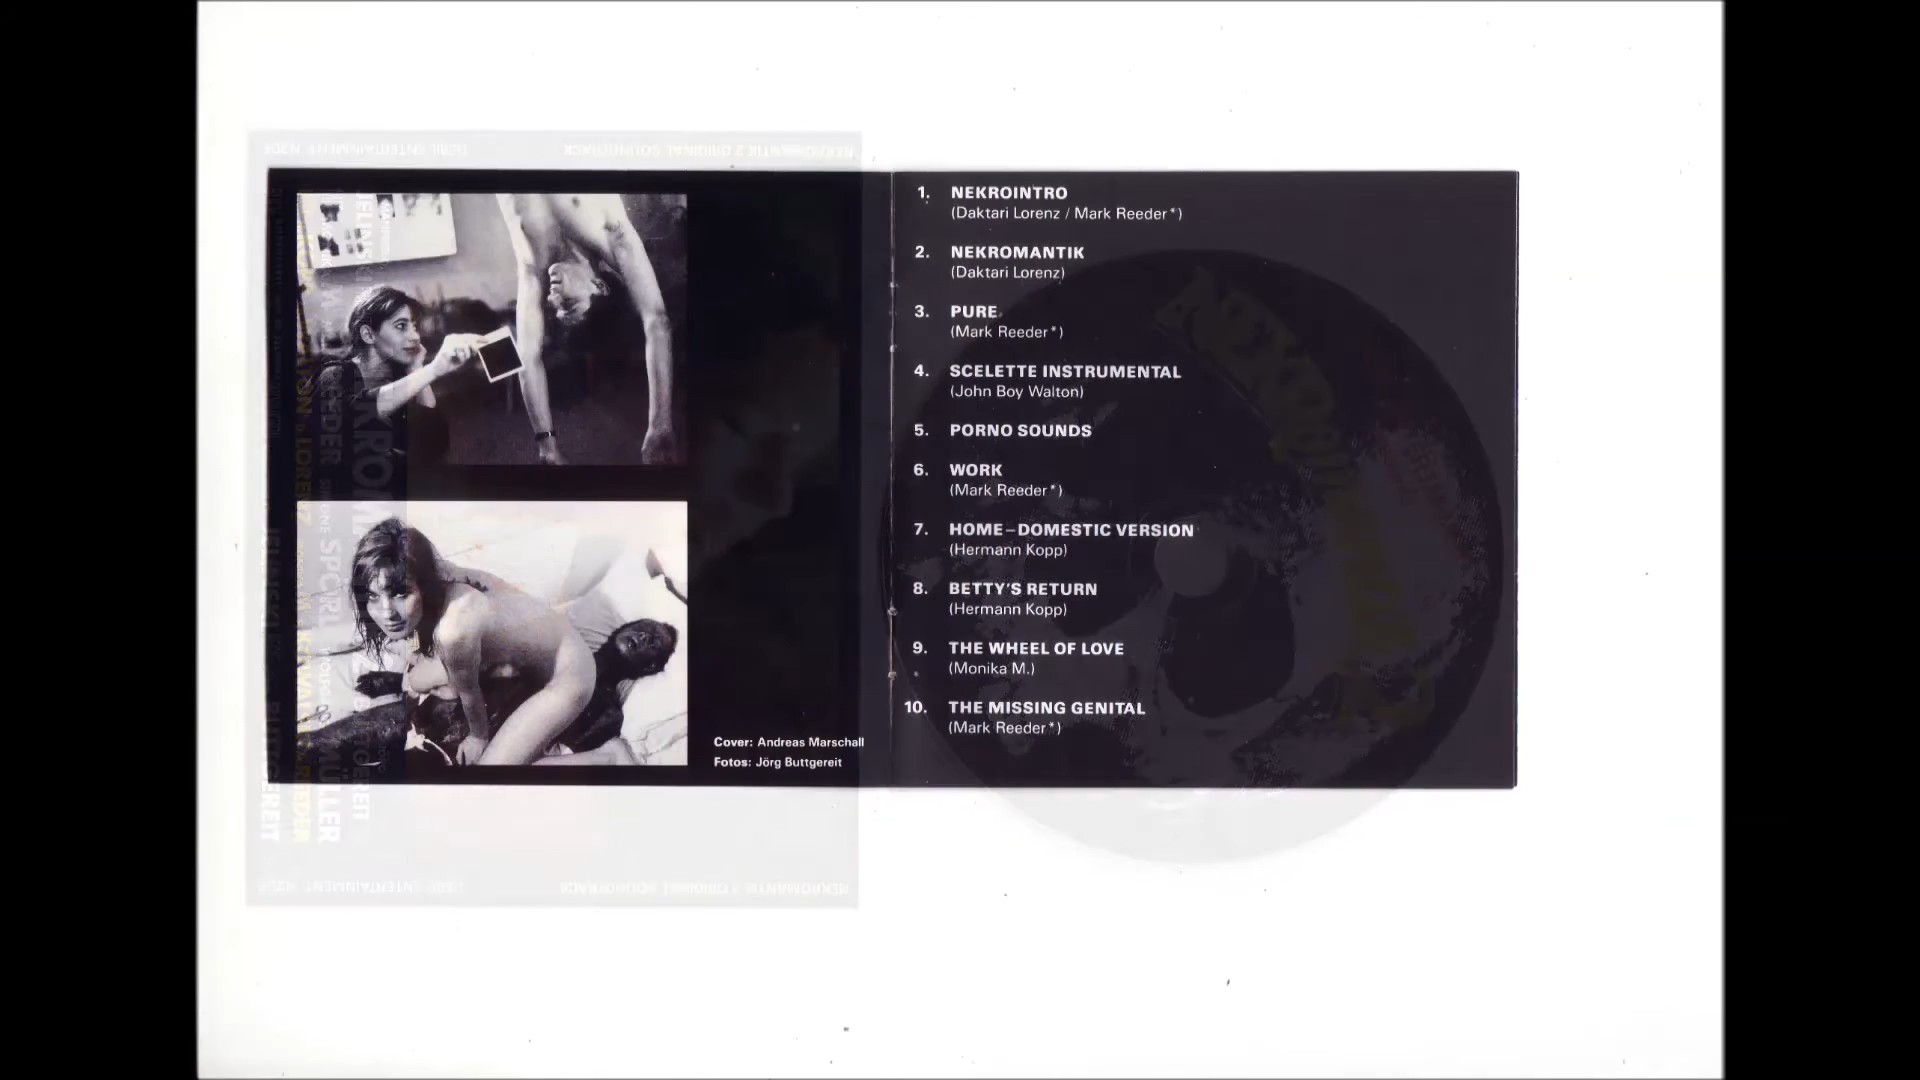 1. NEKROINTRO
(Daktari Lorenz / Mark Reeder*)
2. NEKROMANTIK
(Daktari Lorenz)
3. PURE
(Mark Reeder*)
4. SCELETTE INSTRUMENTAL
(John Boy Walton)
5. PORNO SOUNDS
6. WORK
(Mark Reeder*)
7. HOME–DOMESTIC VERSION
(Hermann Kopp)
8. BETTY'S RETURN
(Hermann Kopp)
9. THE WHEEL OF LOVE
(Monika M.)
10. THE MISSING GENITAL
(Mark Reeder*)
Cover: Andreas Marschall
Fotos: Jörg Buttgereit